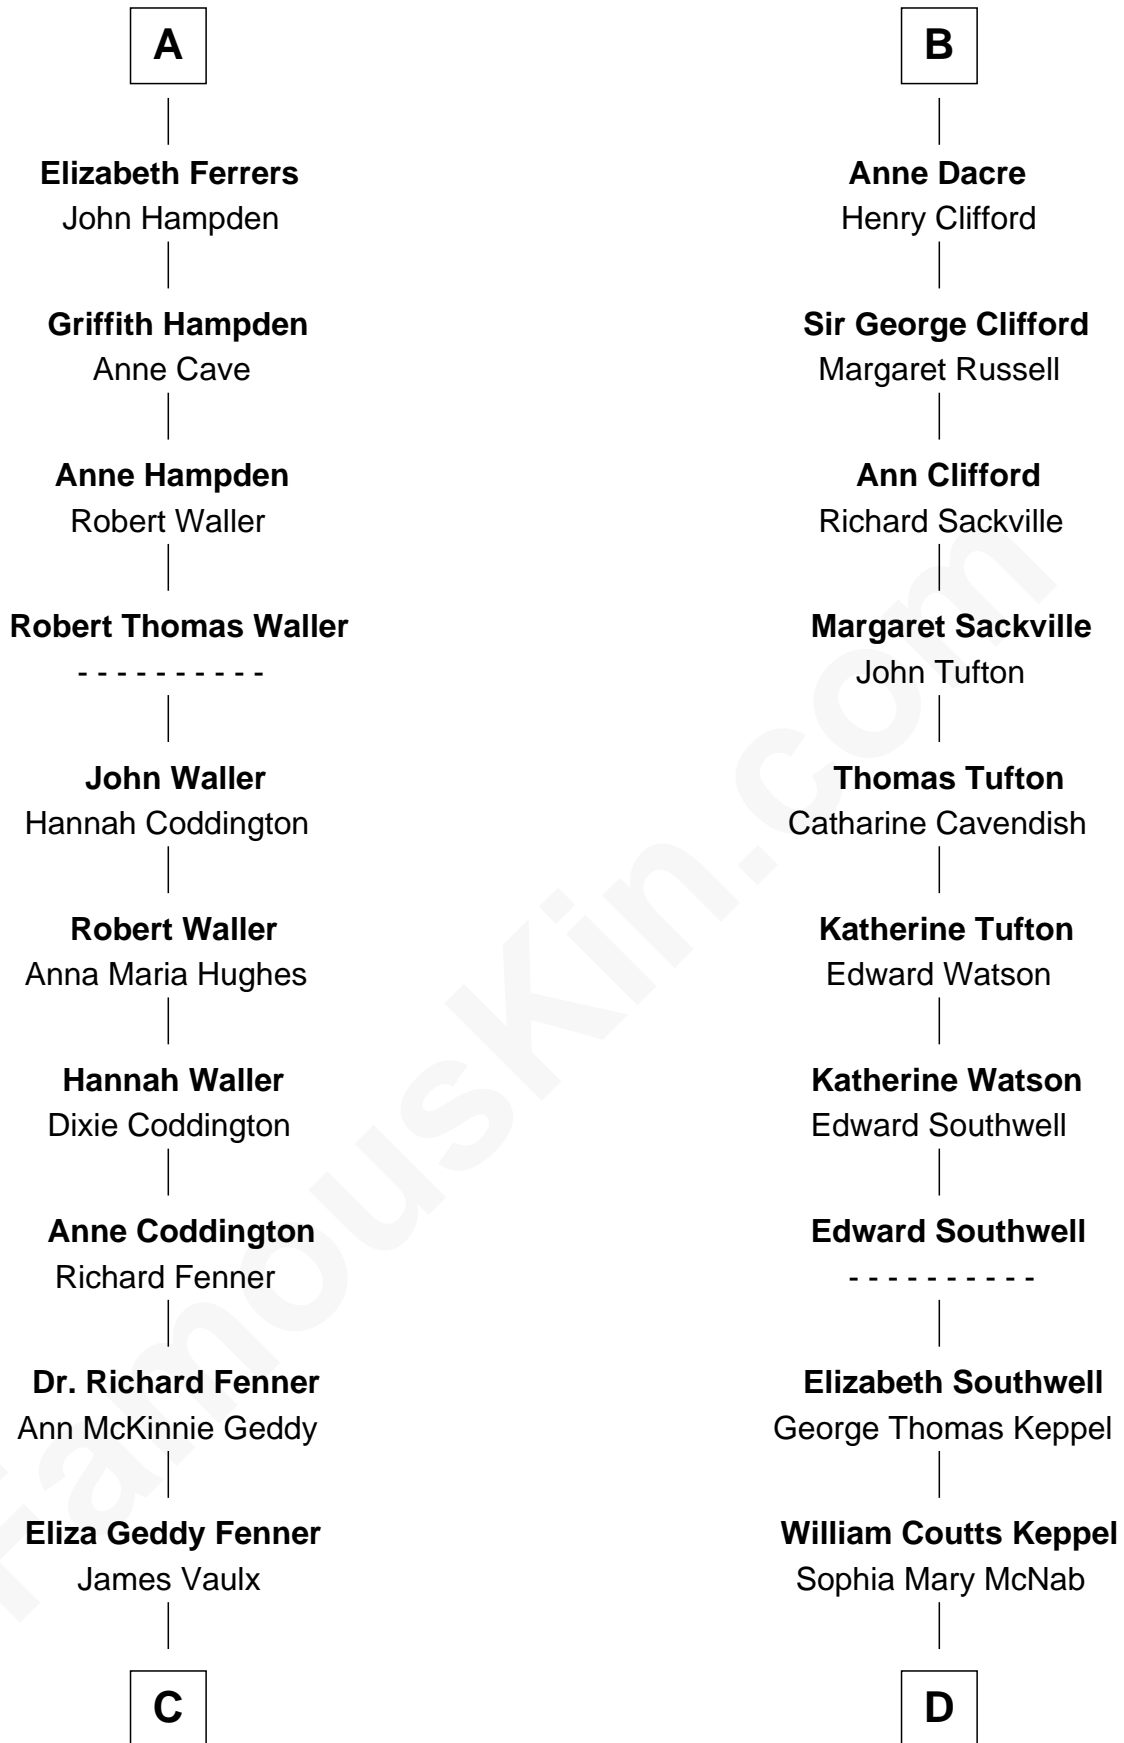 A
Elizabeth Ferrers
John Hampden
Griffith Hampden
Anne Cave
Anne Hampden
Robert Waller
Robert Thomas Waller
- - - - - - - - - -
John Waller
Hannah Coddington
Robert Waller
Anna Maria Hughes
Hannah Waller
Dixie Coddington
Anne Coddington
Richard Fenner
Dr. Richard Fenner
Ann McKinnie Geddy
Eliza Geddy Fenner
James Vaulx
C
B
Anne Dacre
Henry Clifford
Sir George Clifford
Margaret Russell
Ann Clifford
Richard Sackville
Margaret Sackville
John Tufton
Thomas Tufton
Catharine Cavendish
Katherine Tufton
Edward Watson
Katherine Watson
Edward Southwell
Edward Southwell
- - - - - - - - - -
Elizabeth Southwell
George Thomas Keppel
William Coutts Keppel
Sophia Mary McNab
D
FamousKin.com